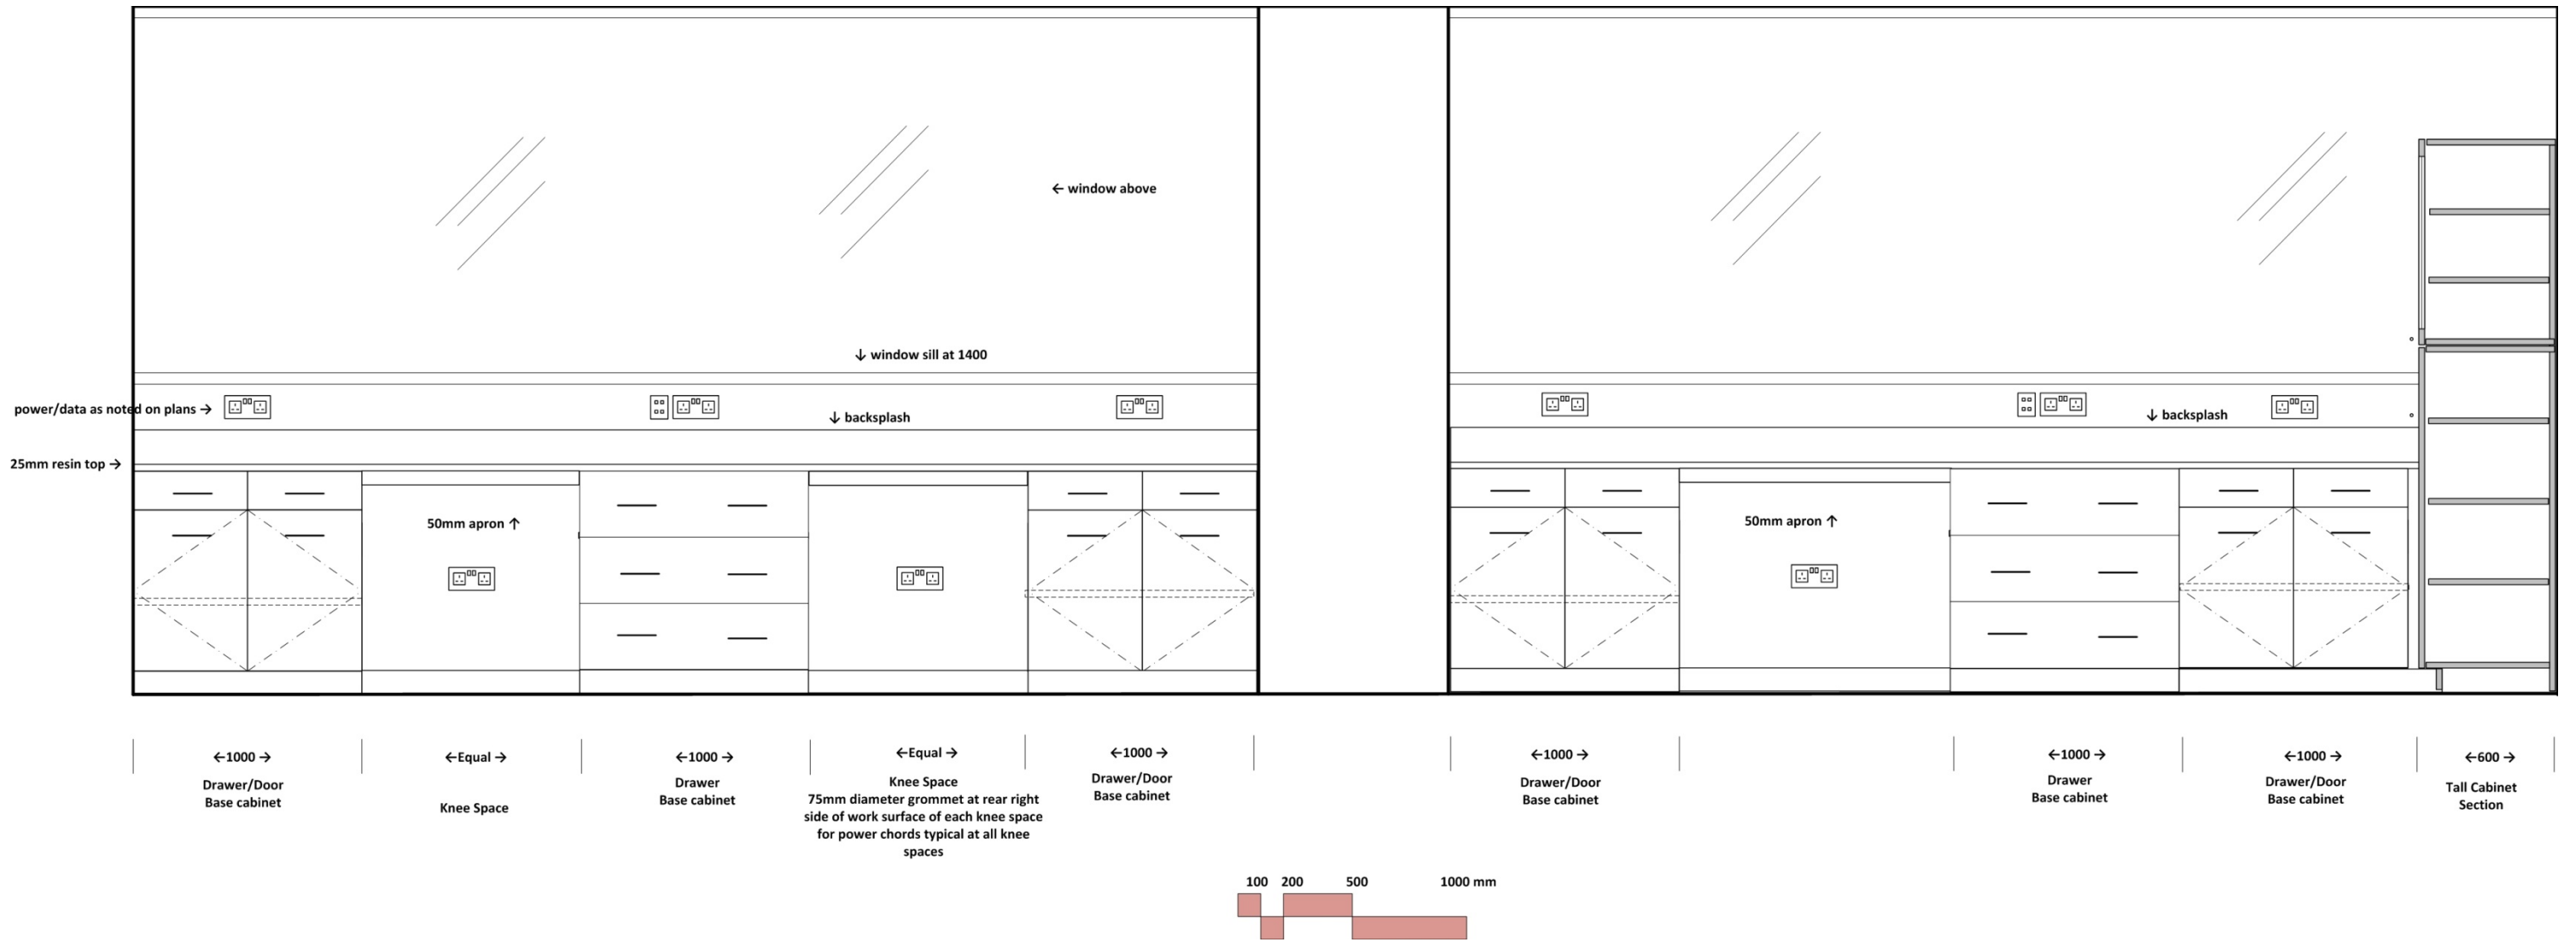 ← window above
↓ window sill at 1400
power/data as noted on plans →
↓ backsplash
↓ backsplash
25mm resin top →
50mm apron ↑
50mm apron ↑
←1000 →
Drawer/Door
Base cabinet
←Equal →
Knee Space
←1000 →
Drawer
Base cabinet
←Equal →
Knee Space
75mm diameter grommet at rear right
side of work surface of each knee space
for power chords typical at all knee
spaces
←1000 →
Drawer/Door
Base cabinet
←1000 →
Drawer/Door
Base cabinet
←1000 →
Drawer
Base cabinet
←1000 →
Drawer/Door
Base cabinet
←600 →
Tall Cabinet
Section
100 200 500 1000 mm